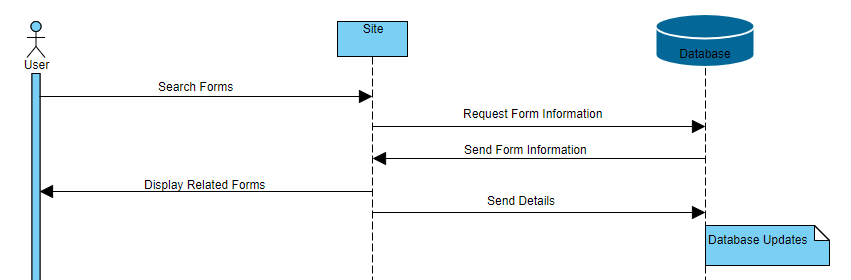 Site
Database
User
Search Forms
Request Form Information
Send Form Information
Display Related Forms
Send Details
Database Updates